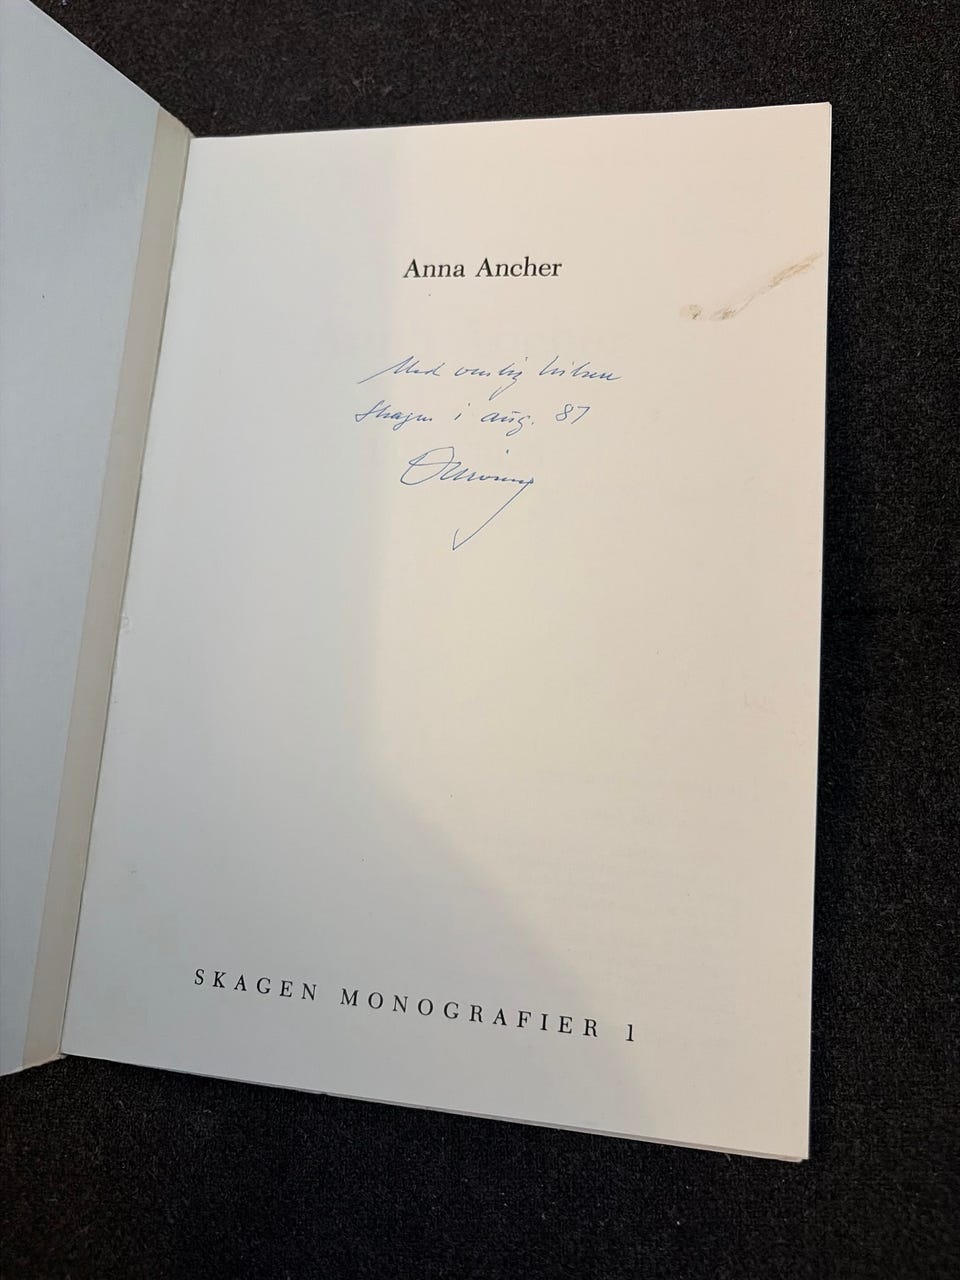 Anna Ancher
Med venlig hilsen
Skagen i aug. 87
SKAGEN MONOGRAFIER 1